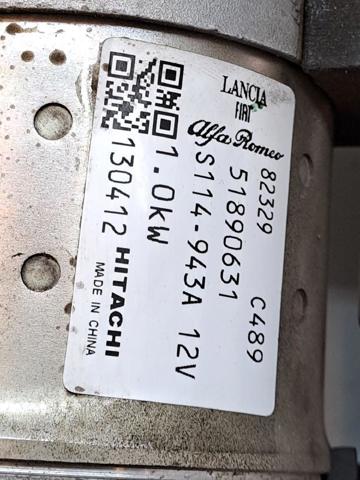 LANCIA
FIAT
Alfa Romeo
82329 C489
51890631
S114-943A 12V
1.0kW
130412 HITACHI
MADE IN CHINA